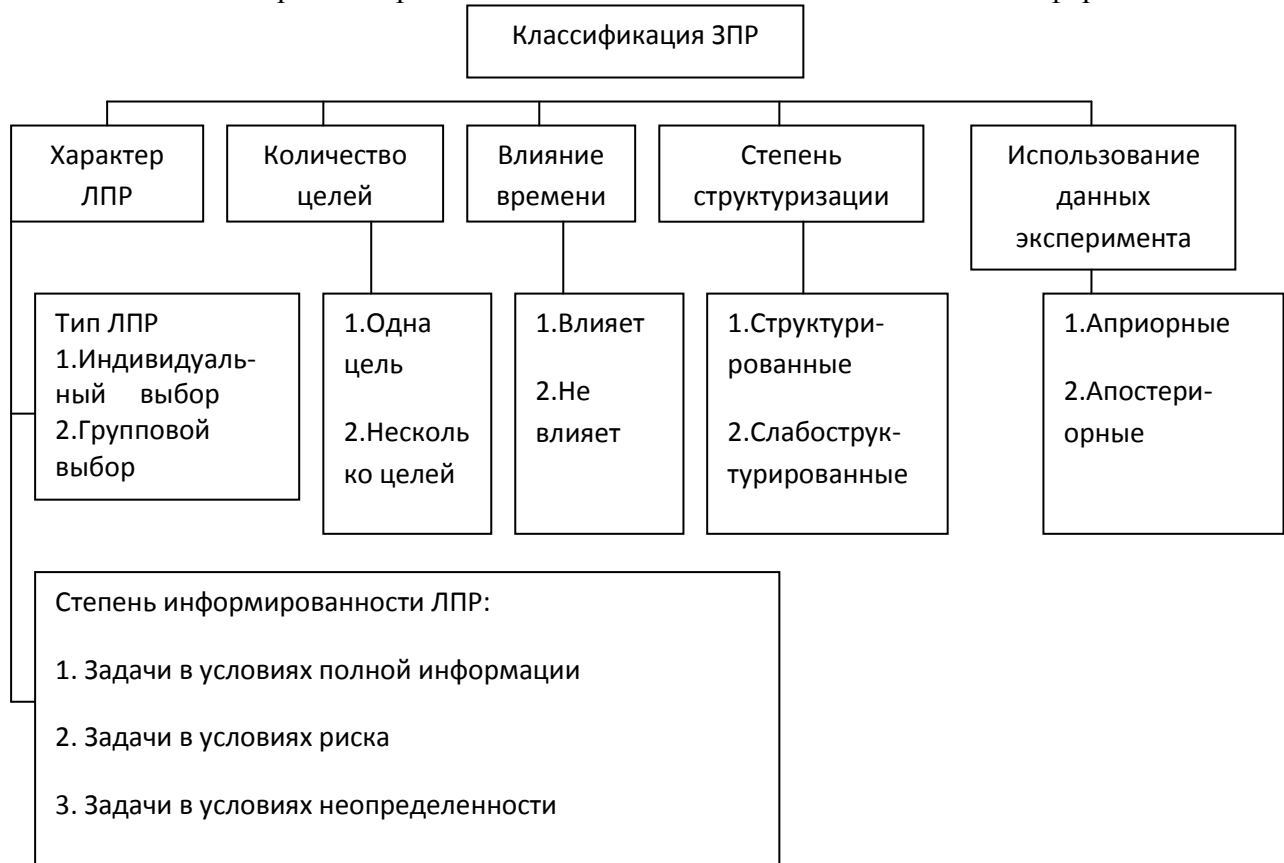 Классификация ЗПР
Характер
ЛПР
Количество
целей
Влияние
времени
Степень
структуризации
Использование
данных
эксперимента
Тип ЛПР
1.Индивидуаль-
ный выбор
2.Групповой
выбор
1.Одна
цель
2.Несколь
ко целей
1.Влияет
2.Не
влияет
1.Структури-
рованные
2.Слабострук-
турированные
1.Априорные
2.Апостери-
орные
Степень информированности ЛПР:
1. Задачи в условиях полной информации
2. Задачи в условиях риска
3. Задачи в условиях неопределенности